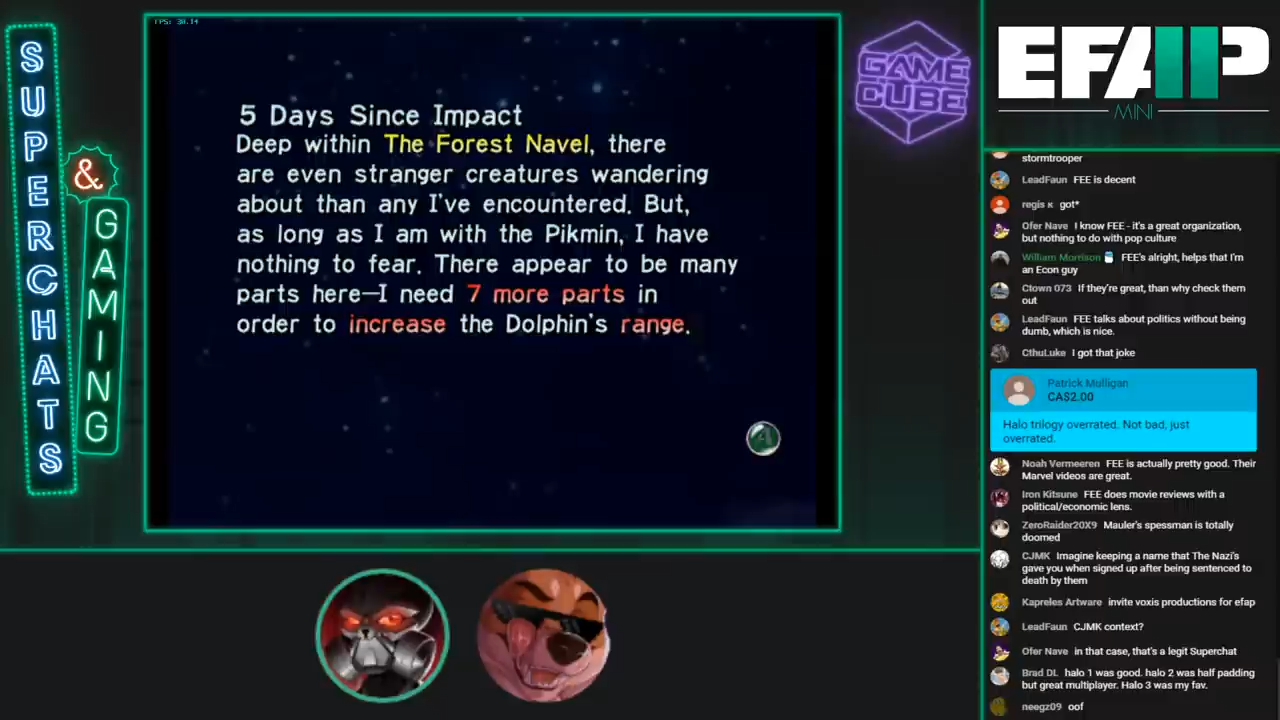 FPS: 30.14
SUPERCHATS
&
GAMING
5 Days Since Impact
Deep within The Forest Navel, there
are even stranger creatures wandering
about than any I've encountered. But,
as long as I am with the Pikmin, I have
nothing to fear. There appear to be many
parts here—I need 7 more parts in
order to increase the Dolphin's range.
A
GAME
CUBE
EFAP
MINI
stormtrooper
LeadFaun FEE is decent
regis ĸ got*
Ofer Nave I know FEE - it's a great organization,
but nothing to do with pop culture
William Morrison FEE's alright, helps that I'm
an Econ guy
Clown 073 If they're great, than why check them
out
LeadFaun FEE talks about politics without being
dumb, which is nice.
CthuLuke I got that joke
Patrick Mulligan
CA$2.00
Halo trilogy overrated. Not bad, just
overrated.
Noah Vermeeren FEE is actually pretty good. Their
Marvel videos are great.
Iron Kitsune FEE does movie reviews with a
political/economic lens.
ZeroRaider20X9 Mauler's spessman is totally
doomed
CJMK Imagine keeping a name that The Nazi's
gave you when signed up after being sentenced to
death by them
Kapreles Artware invite voxis productions for efap
LeadFaun CJMK context?
Ofer Nave in that case, that's a legit Superchat
Brad DL halo 1 was good. halo 2 was half padding
but great multiplayer. Halo 3 was my fav.
neegz09 oof